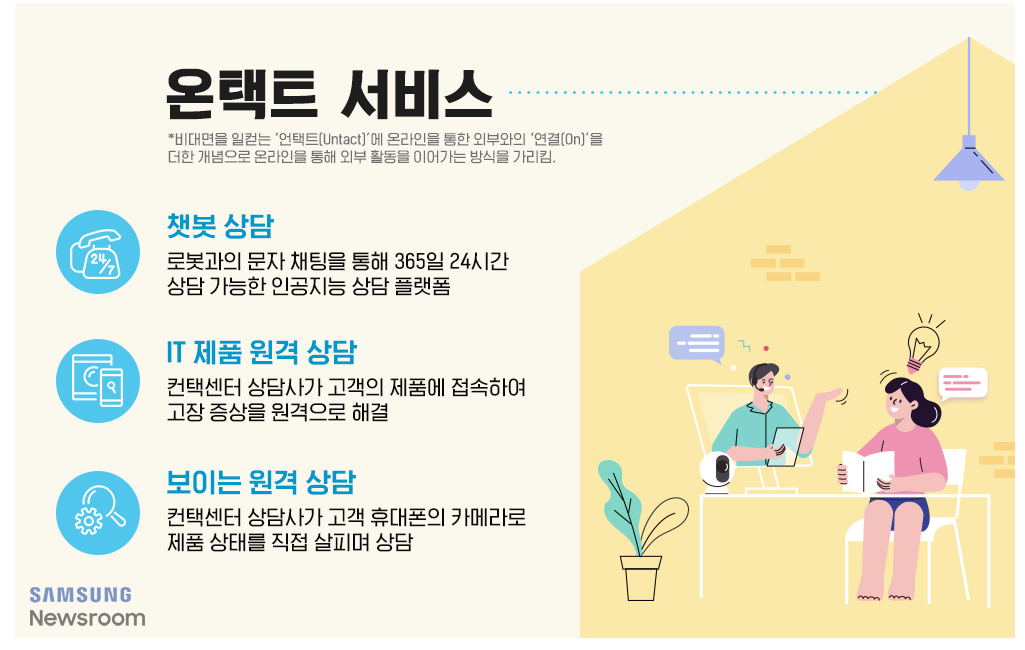 온택트 서비스
*비대면을 일컫는 ‘언택트(Untact)’에 온라인을 통한 외부와의 ‘연결(On)’을
더한 개념으로 온라인을 통해 외부 활동을 이어가는 방식을 가리킴.
24/7
챗봇 상담
로봇과의 문자 채팅을 통해 365일 24시간
상담 가능한 인공지능 상담 플랫폼
IT 제품 원격 상담
컨택센터 상담사가 고객의 제품에 접속하여
고장 증상을 원격으로 해결
보이는 원격 상담
컨택센터 상담사가 고객 휴대폰의 카메라로
제품 상태를 직접 살피며 상담
SAMSUNG
Newsroom